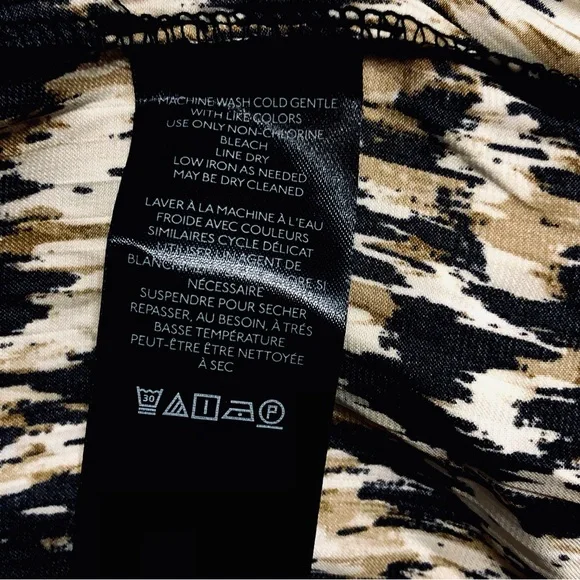 MACHINE WASH COLD GENTLE
WITH LIKE COLORS
USE ONLY NON-CHLORINE
BLEACH
LINE DRY
LOW IRON AS NEEDED
MAY BE DRY CLEANED
LAVER À LA MACHINE À L'EAU
FROIDE AVEC COULEURS
SIMILAIRES CYCLE DÉLICAT
UTILISER UN AGENT DE
SI
NÉCESSAIRE
SUSPENDRE POUR SECHER
REPASSER, AU BESOIN, À TRÉS
BASSE TEMPÉRATURE
PEUT-ÊTRE ÊTRE NETTOYÉE
À SEC
30 P